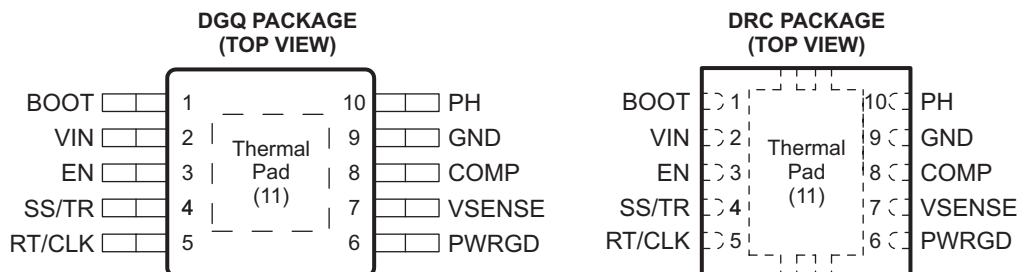 DGQ PACKAGE
(TOP VIEW)
BOOT 1 10 PH
VIN 2 9 GND
EN 3 8 COMP
SS/TR 4 7 VSENSE
RT/CLK 5 6 PWRGD
Thermal
Pad
(11)
DRC PACKAGE
(TOP VIEW)
BOOT 1 10 PH
VIN 2 9 GND
EN 3 8 COMP
SS/TR 4 7 VSENSE
RT/CLK 5 6 PWRGD
Thermal
Pad
(11)